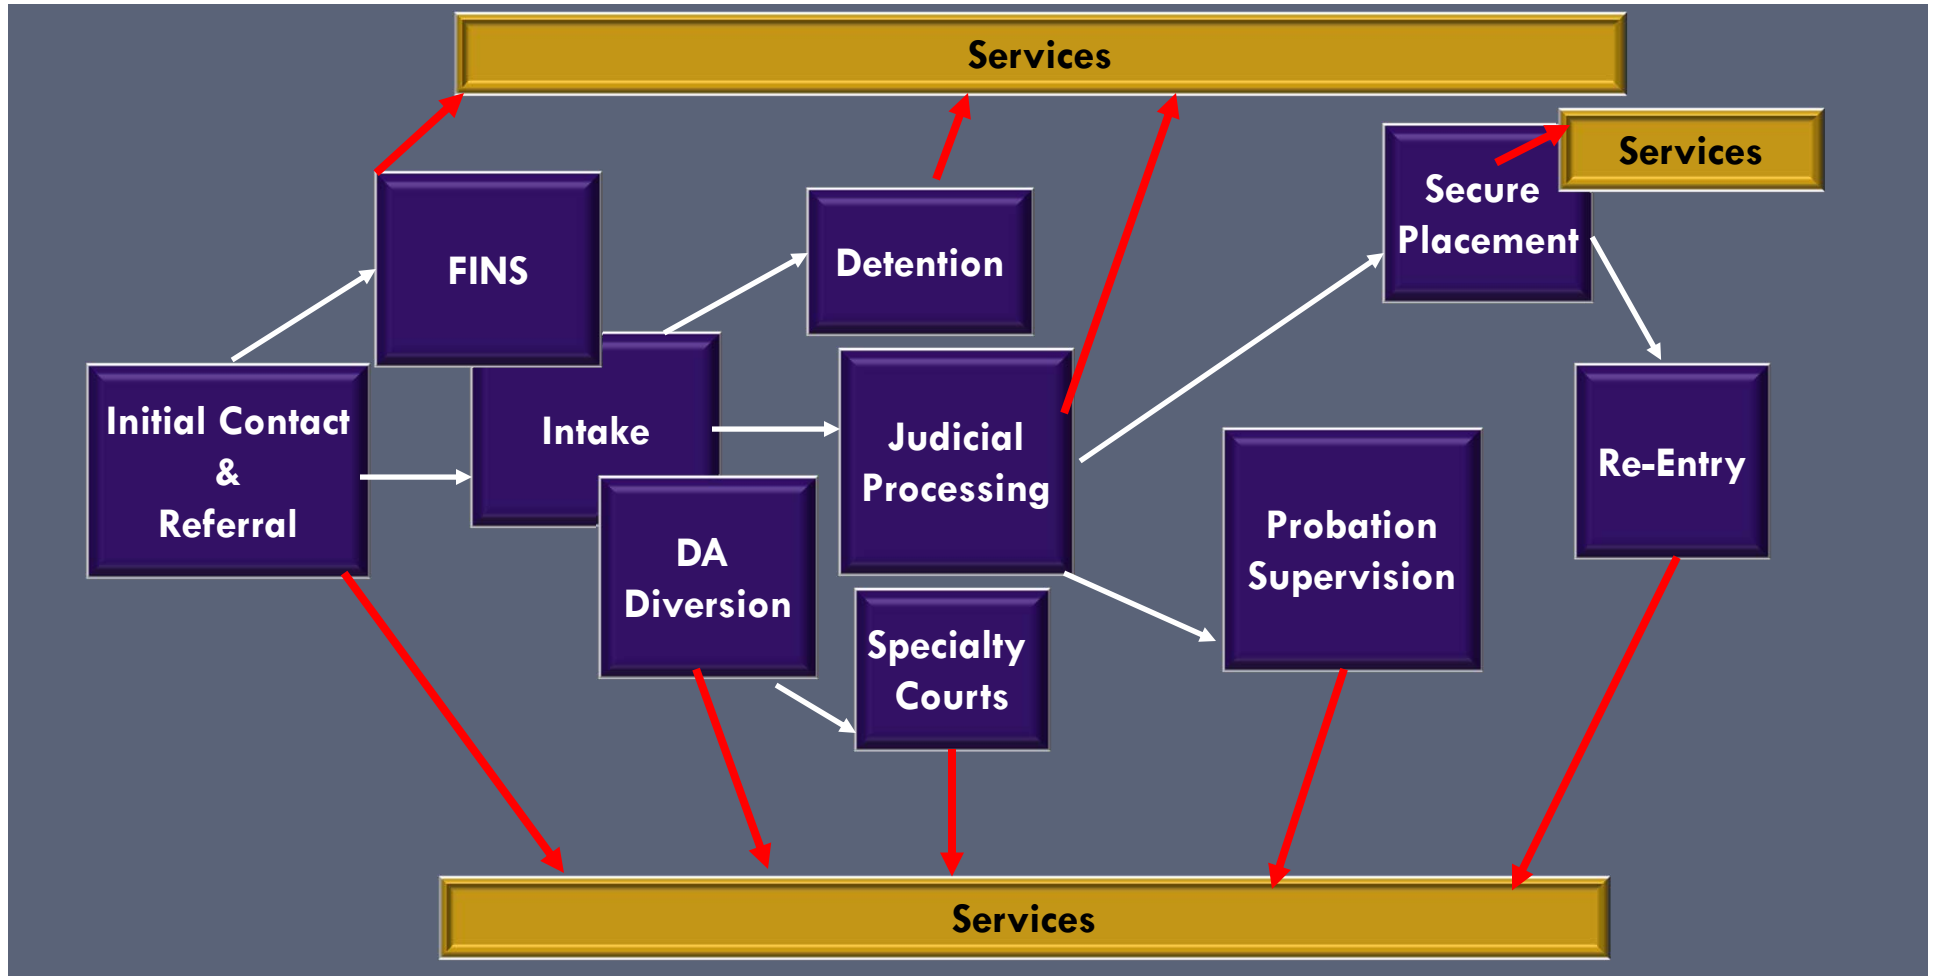 Services
Services
Secure
Placement
FINS
Detention
Initial Contact
&
Referral
Intake
Judicial
Processing
Re-Entry
DA
Diversion
Probation
Supervision
Specialty
Courts
Services